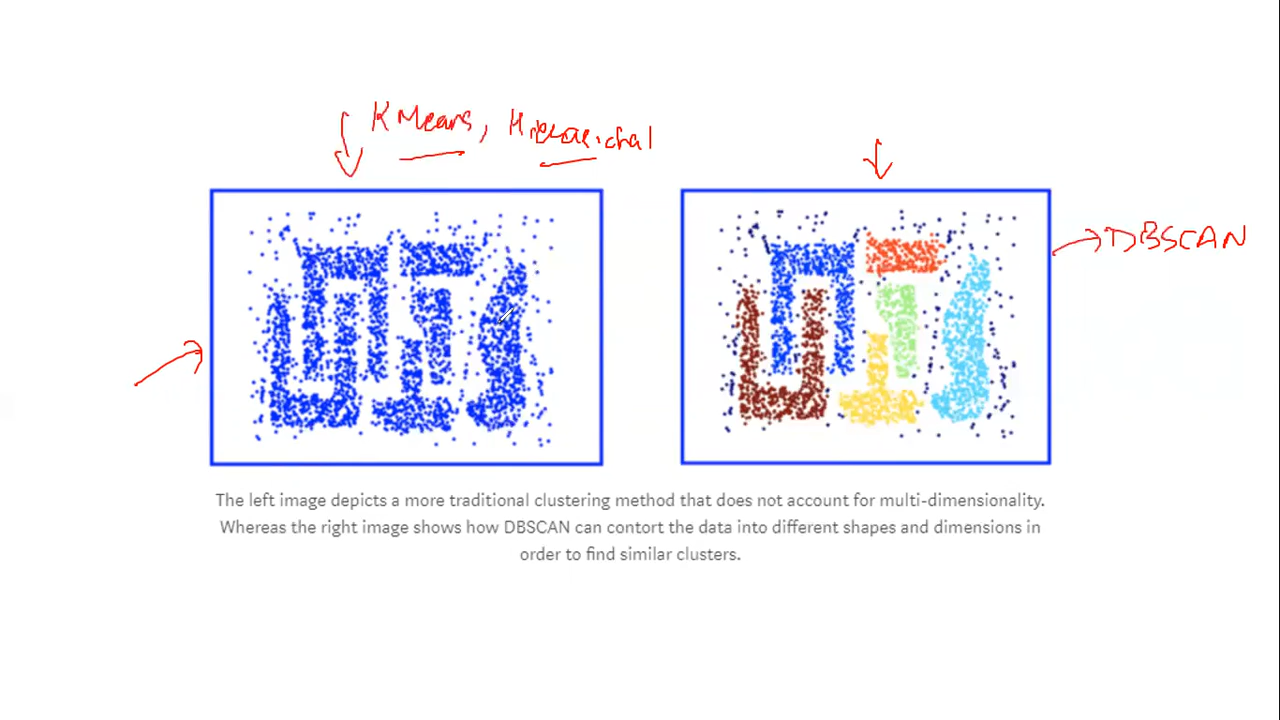 K Means, Hierarichal
DBSCAN
The left image depicts a more traditional clustering method that does not account for multi-dimensionality.
Whereas the right image shows how DBSCAN can contort the data into different shapes and dimensions in
order to find similar clusters.